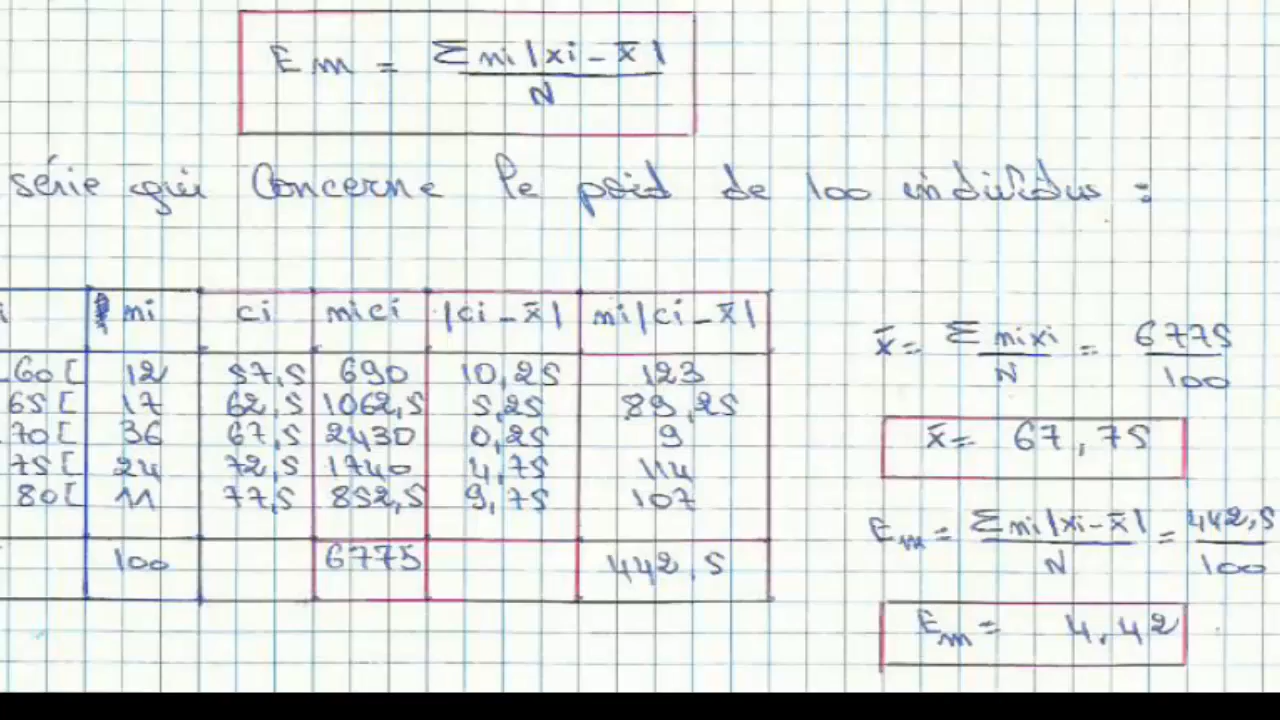 Em = Σ ni |xi - x̄| / N
série qui Concerne le poid de 100 individus :
i ni ci nici |ci - x̄| ni |ci - x̄|
60[ 12 57,5 690 10,25 123
65[ 17 62,5 1062,5 5,25 89,25
70[ 36 67,5 2430 0,25 9
75[ 24 72,5 1740 4,75 114
80[ 11 77,5 852,5 9,75 107
100 6775 442,5
x̄ = Σ nixi / N = 6775 / 100
x̄ = 67,75
Em = Σ ni |xi - x̄| / N = 442,5 / 100
Em = 4,42